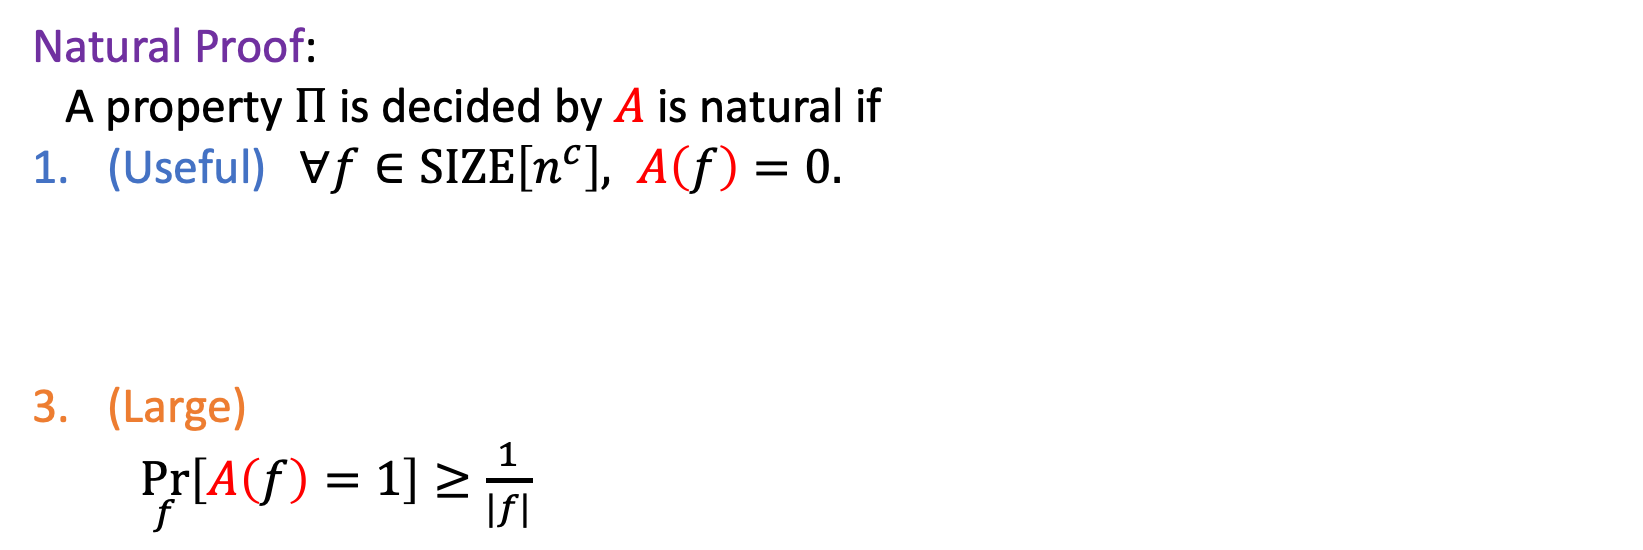 Natural Proof:
A property Π is decided by A is natural if
1. (Useful) ∀f ∈ SIZE[n^c], A(f) = 0.
3. (Large)
Pr_f[A(f) = 1] ≥ 1/|f|